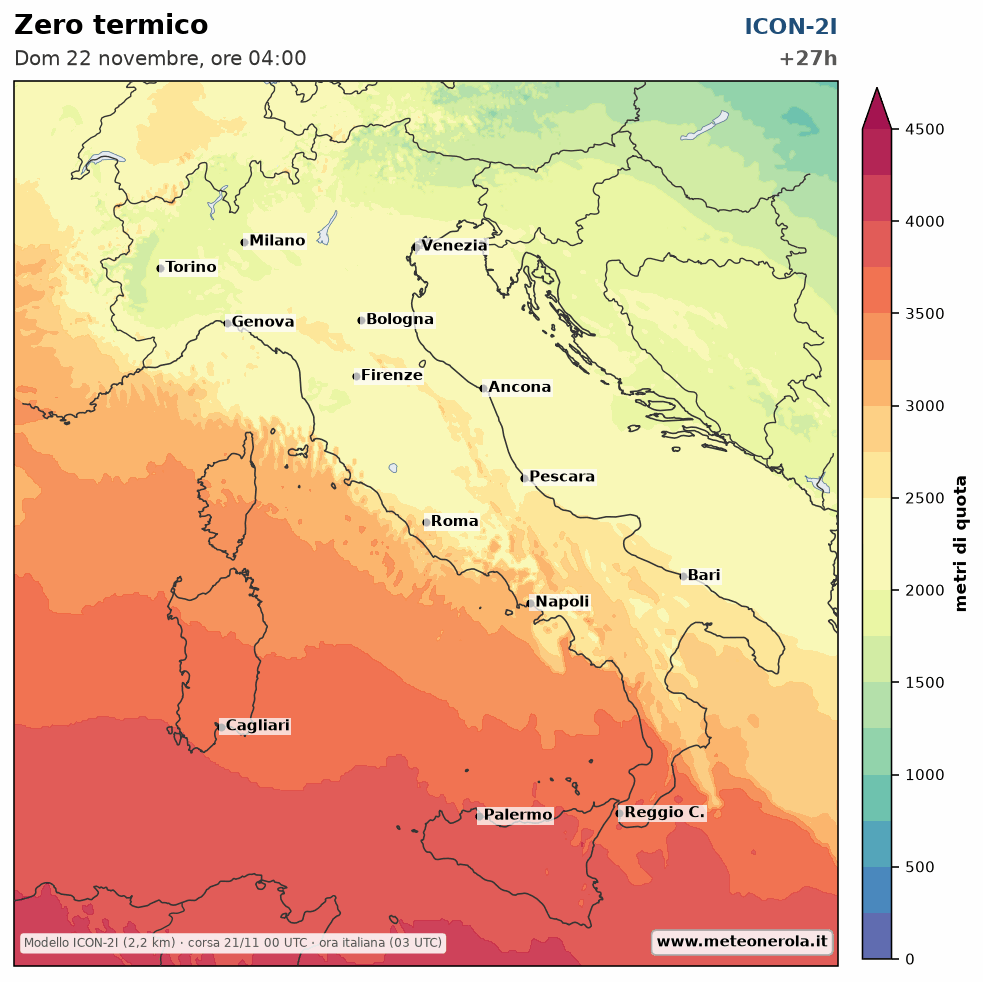 Zero termico
ICON-2I
Dom 22 novembre, ore 04:00
+27h
4500
4000
3500
3000
2500
2000
1500
1000
500
0
metri di quota
Milano
Venezia
Torino
Genova
Bologna
Firenze
Ancona
Pescara
Roma
Bari
Napoli
Cagliari
Palermo
Reggio C.
Modello ICON-2I (2,2 km) · corsa 21/11 00 UTC · ora italiana (03 UTC)
www.meteonerola.it